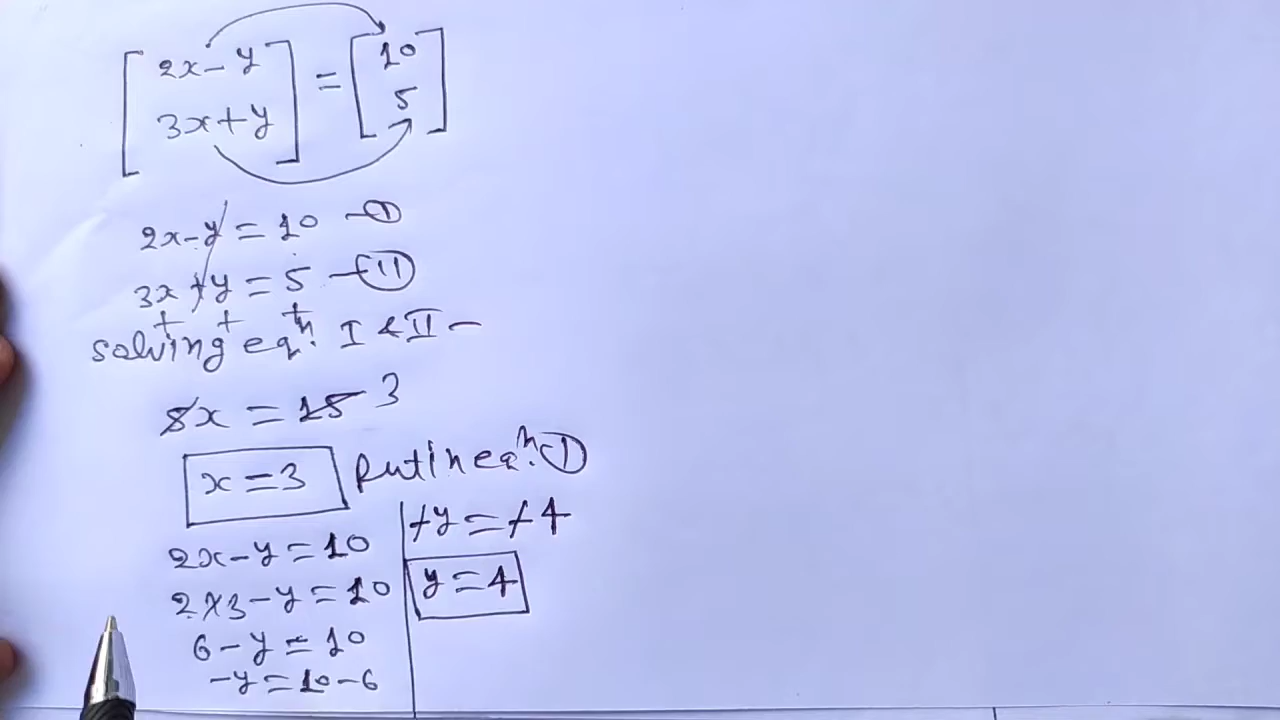 [2x-y] = [10]
[3x+y] [5]
2x-y = 10 -Ⓘ
3x+y = 5 -(II)
+ + +
solving eqⁿ. I & II -
5x = 15 3
x = 3 Put in eqⁿ. Ⓘ
2x-y = 10
2×3-y = 10
6-y = 10
-y = 10-6
+y = +4
y = 4